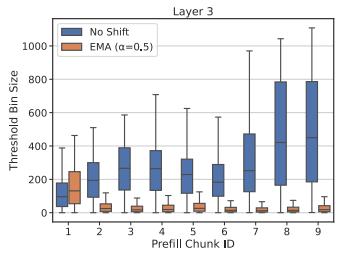 Layer 3
No Shift
EMA (α=0.5)
Threshold Bin Size
1000
800
600
400
200
0
1 2 3 4 5 6 7 8 9
Prefill Chunk ID